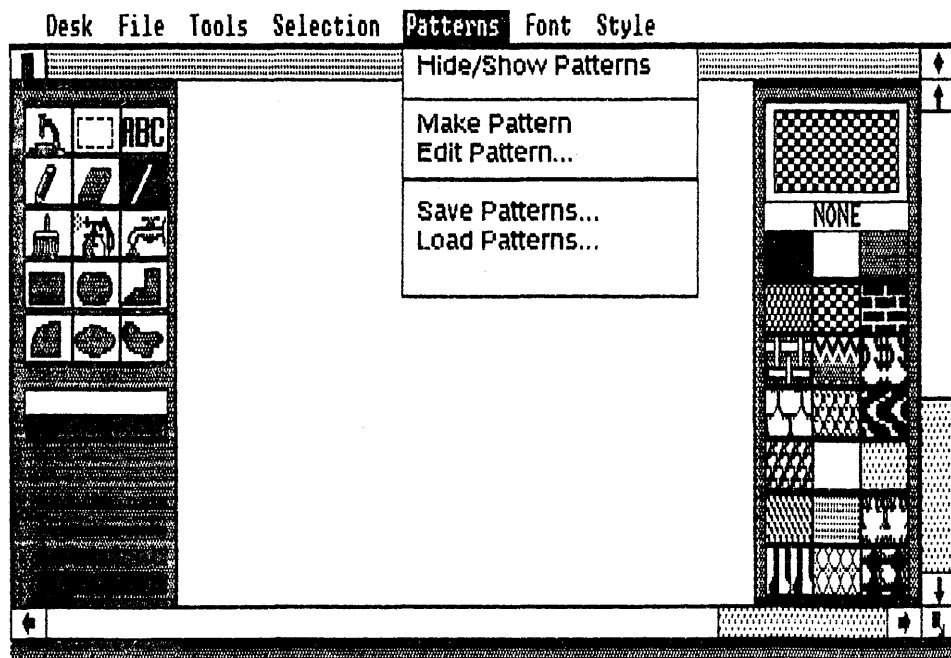 Desk File Tools Selection Patterns Font Style
Hide/Show Patterns
Make Pattern
Edit Pattern...
Save Patterns...
Load Patterns...
ABC
NONE